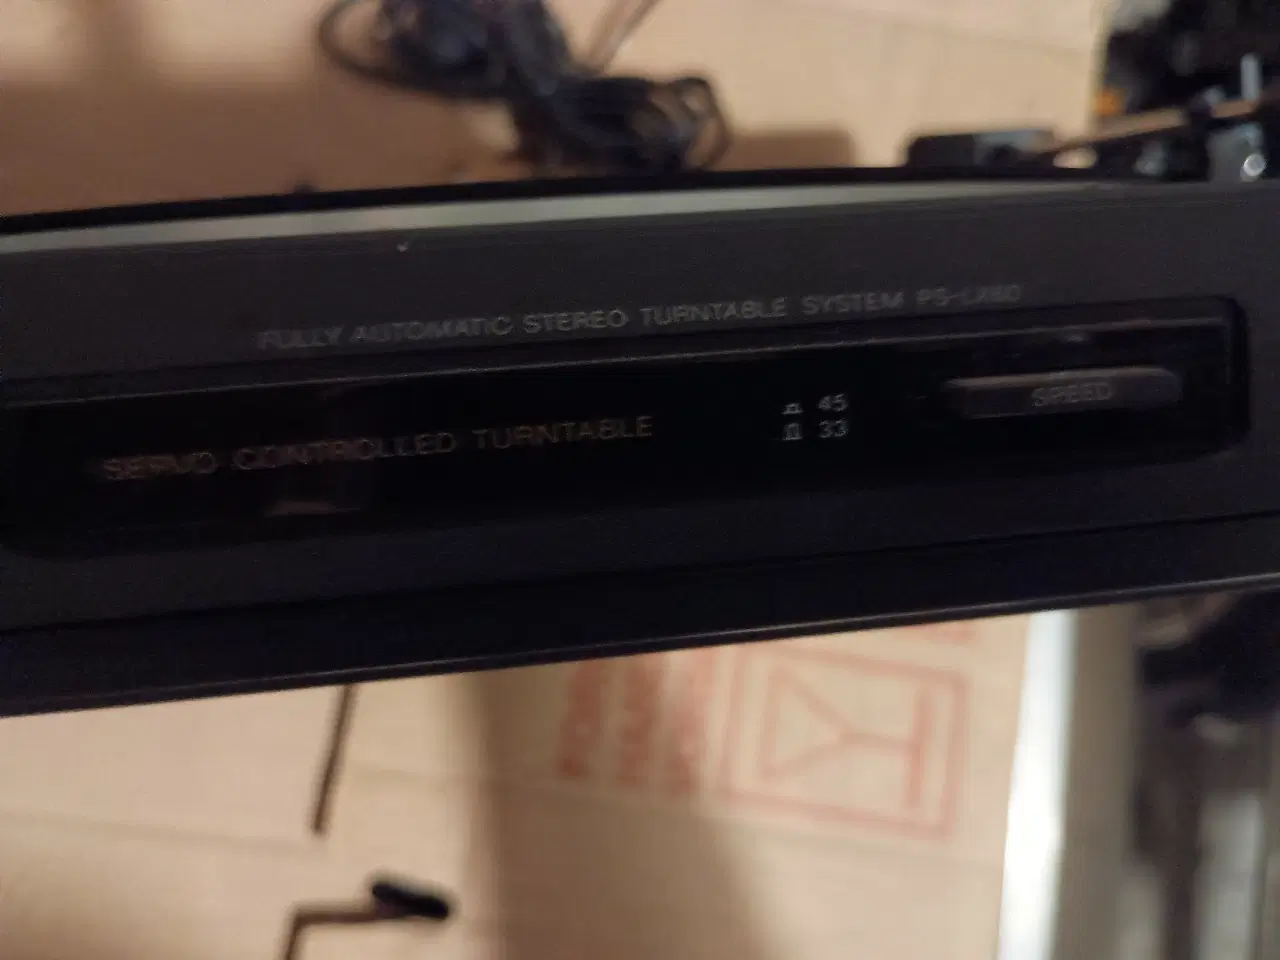 FULLY AUTOMATIC STEREO TURNTABLE SYSTEM
SERVO CONTROLLED TURNTABLE
45
33
SPEED